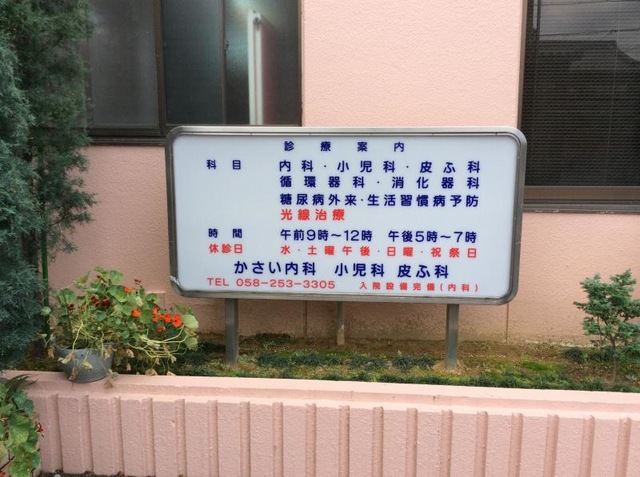 診療案内
科目 内科・小児科・皮ふ科
循環器科・消化器科
糖尿病外来・生活習慣病予防
光線治療
時間 午前9時～12時 午後5時～7時
休診日 水・土曜午後・日曜・祝祭日
かさい内科 小児科 皮ふ科
TEL 058-253-3305 入院設備完備(内科)